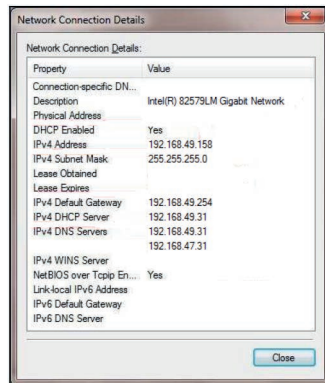 Network Connection Details
Network Connection Details:
Property Value
Connection-specific DN...
Description Intel(R) 82579LM Gigabit Network
Physical Address
DHCP Enabled Yes
IPv4 Address 192.168.49.158
IPv4 Subnet Mask 255.255.255.0
Lease Obtained
Lease Expires
IPv4 Default Gateway 192.168.49.254
IPv4 DHCP Server 192.168.49.31
IPv4 DNS Servers 192.168.49.31
192.168.47.31
IPv4 WINS Server
NetBIOS over Tcpip En... Yes
Link-local IPv6 Address
IPv6 Default Gateway
IPv6 DNS Server
Close